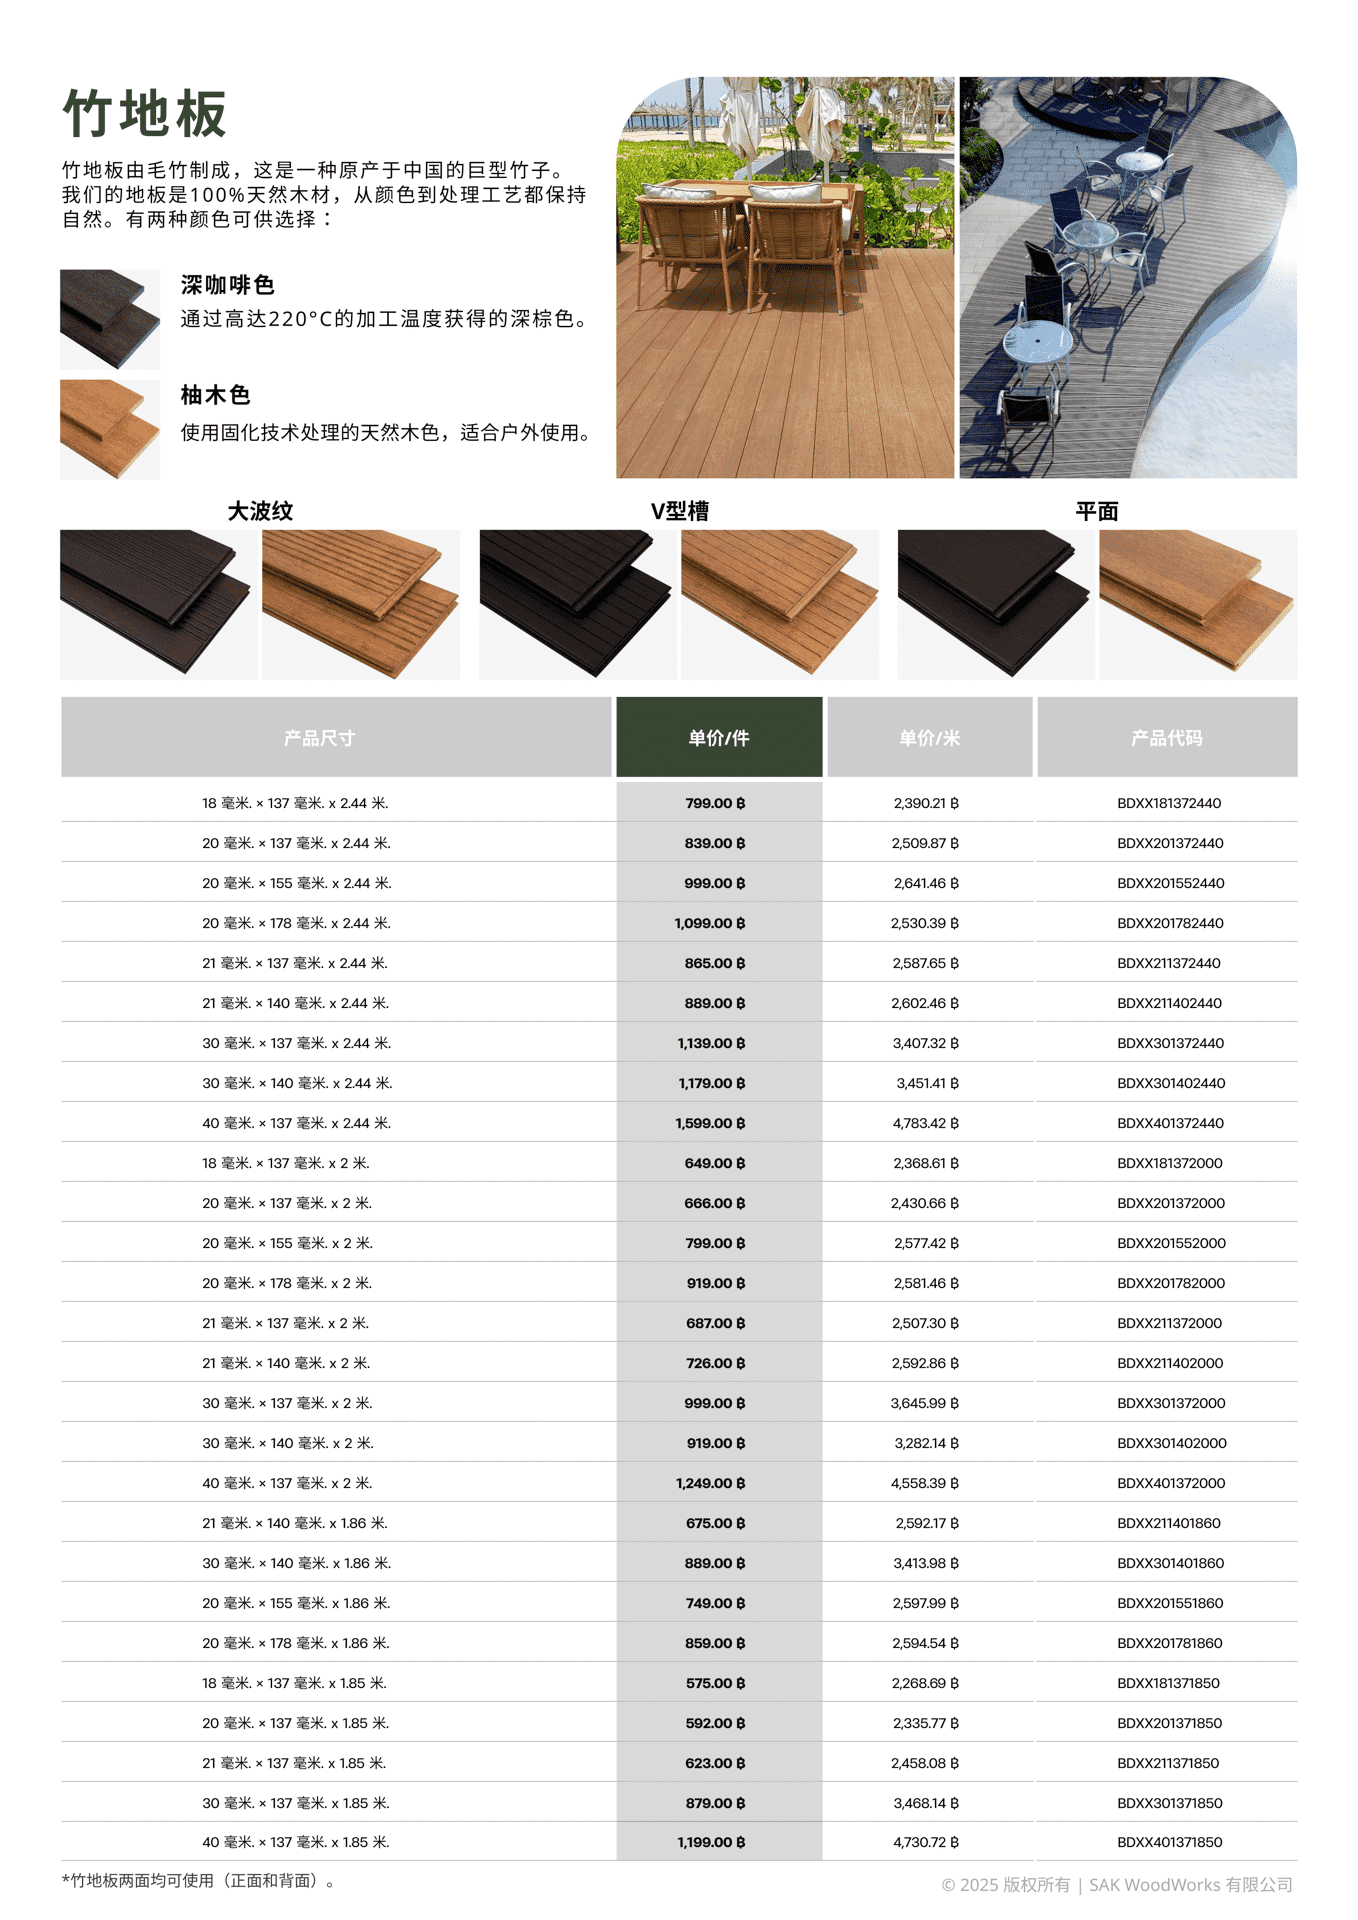 竹地板
竹地板由毛竹制成，这是一种原产于中国的巨型竹子。
我们的地板是100%天然木材，从颜色到处理工艺都保持
自然。有两种颜色可供选择：
深咖啡色
通过高达220°C的加工温度获得的深棕色。
柚木色
使用固化技术处理的天然木色，适合户外使用。
大波纹 V型槽 平面
产品尺寸 单价/件 单价/米 产品代码
18 毫米. × 137 毫米. x 2.44 米. 799.00 ฿ 2,390.21 ฿ BDXX181372440
20 毫米. × 137 毫米. x 2.44 米. 839.00 ฿ 2,509.87 ฿ BDXX201372440
20 毫米. × 155 毫米. x 2.44 米. 999.00 ฿ 2,641.46 ฿ BDXX201552440
20 毫米. × 178 毫米. x 2.44 米. 1,099.00 ฿ 2,530.39 ฿ BDXX201782440
21 毫米. × 137 毫米. x 2.44 米. 865.00 ฿ 2,587.65 ฿ BDXX211372440
21 毫米. × 140 毫米. x 2.44 米. 889.00 ฿ 2,602.46 ฿ BDXX211402440
30 毫米. × 137 毫米. x 2.44 米. 1,139.00 ฿ 3,407.32 ฿ BDXX301372440
30 毫米. × 140 毫米. x 2.44 米. 1,179.00 ฿ 3,451.41 ฿ BDXX301402440
40 毫米. × 137 毫米. x 2.44 米. 1,599.00 ฿ 4,783.42 ฿ BDXX401372440
18 毫米. × 137 毫米. x 2 米. 649.00 ฿ 2,368.61 ฿ BDXX181372000
20 毫米. × 137 毫米. x 2 米. 666.00 ฿ 2,430.66 ฿ BDXX201372000
20 毫米. × 155 毫米. x 2 米. 799.00 ฿ 2,577.42 ฿ BDXX201552000
20 毫米. × 178 毫米. x 2 米. 919.00 ฿ 2,581.46 ฿ BDXX201782000
21 毫米. × 137 毫米. x 2 米. 687.00 ฿ 2,507.30 ฿ BDXX211372000
21 毫米. × 140 毫米. x 2 米. 726.00 ฿ 2,592.86 ฿ BDXX211402000
30 毫米. × 137 毫米. x 2 米. 999.00 ฿ 3,645.99 ฿ BDXX301372000
30 毫米. × 140 毫米. x 2 米. 919.00 ฿ 3,282.14 ฿ BDXX301402000
40 毫米. × 137 毫米. x 2 米. 1,249.00 ฿ 4,558.39 ฿ BDXX401372000
21 毫米. × 140 毫米. x 1.86 米. 675.00 ฿ 2,592.17 ฿ BDXX211401860
30 毫米. × 140 毫米. x 1.86 米. 889.00 ฿ 3,413.98 ฿ BDXX301401860
20 毫米. × 155 毫米. x 1.86 米. 749.00 ฿ 2,597.99 ฿ BDXX201551860
20 毫米. × 178 毫米. x 1.86 米. 859.00 ฿ 2,594.54 ฿ BDXX201781860
18 毫米. × 137 毫米. x 1.85 米. 575.00 ฿ 2,268.69 ฿ BDXX181371850
20 毫米. × 137 毫米. x 1.85 米. 592.00 ฿ 2,335.77 ฿ BDXX201371850
21 毫米. × 137 毫米. x 1.85 米. 623.00 ฿ 2,458.08 ฿ BDXX211371850
30 毫米. × 137 毫米. x 1.85 米. 879.00 ฿ 3,468.14 ฿ BDXX301371850
40 毫米. × 137 毫米. x 1.85 米. 1,199.00 ฿ 4,730.72 ฿ BDXX401371850
*竹地板两面均可使用（正面和背面）。
© 2025 版权所有 | SAK WoodWorks 有限公司